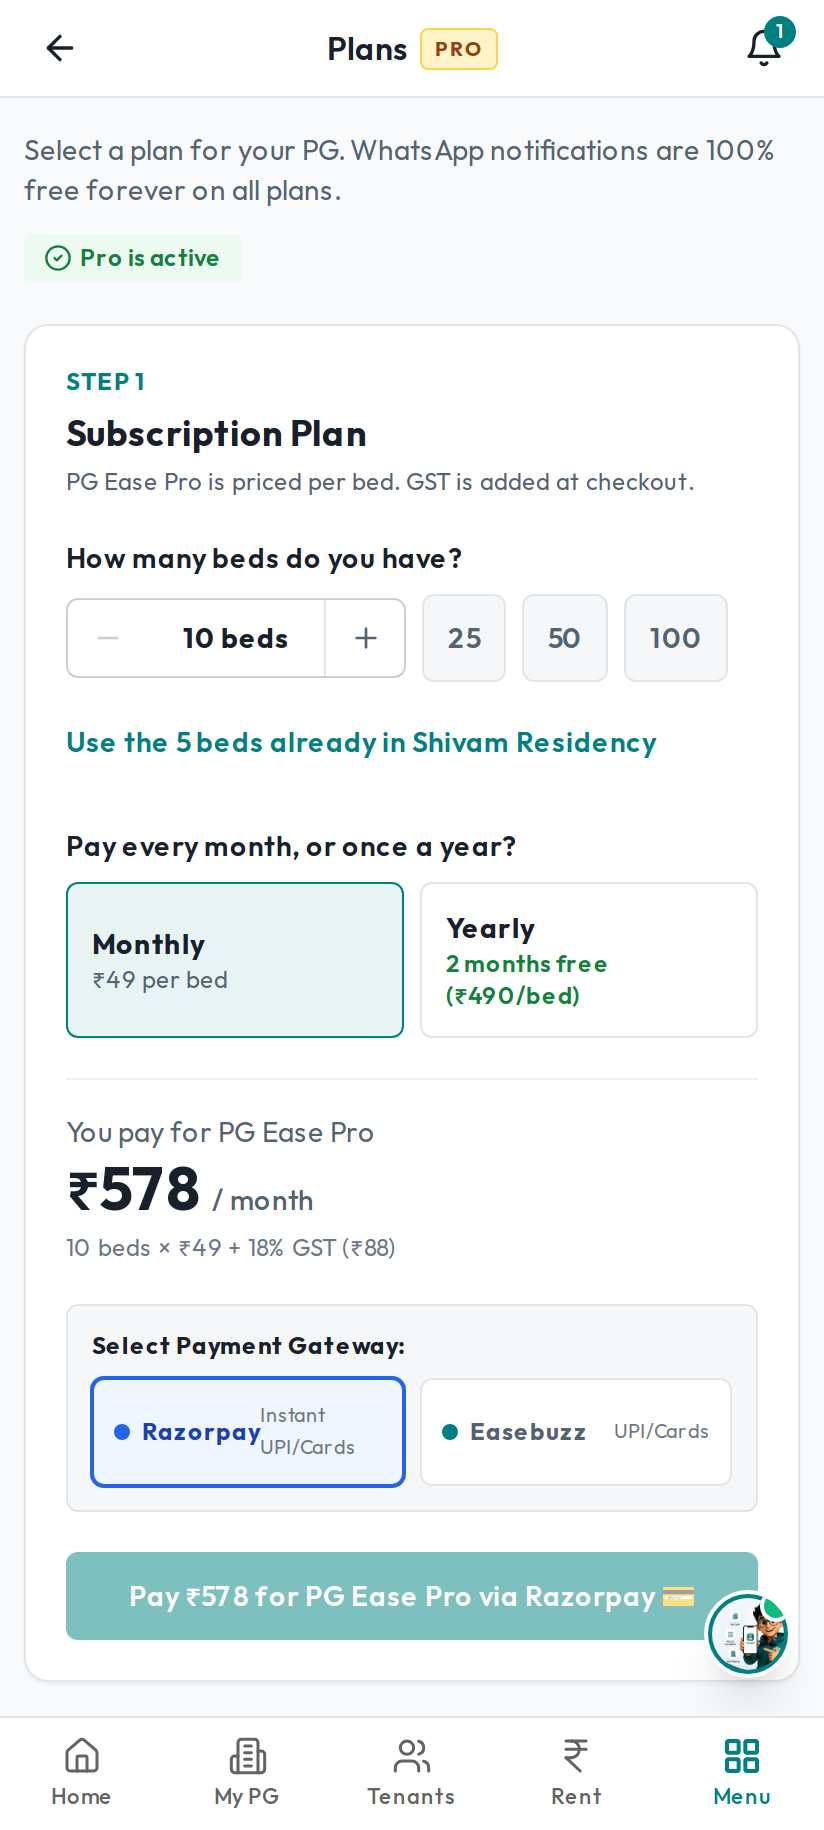 Plans PRO
1
Select a plan for your PG. WhatsApp notifications are 100%
free forever on all plans.
Pro is active
STEP 1
Subscription Plan
PG Ease Pro is priced per bed. GST is added at checkout.
How many beds do you have?
− 10 beds + 25 50 100
Use the 5 beds already in Shivam Residency
Pay every month, or once a year?
Monthly
₹49 per bed
Yearly
2 months free
(₹490/bed)
You pay for PG Ease Pro
₹578 / month
10 beds × ₹49 + 18% GST (₹88)
Select Payment Gateway:
Razorpay Instant
UPI/Cards
Easebuzz UPI/Cards
Pay ₹578 for PG Ease Pro via Razorpay 💳
Home My PG Tenants Rent Menu